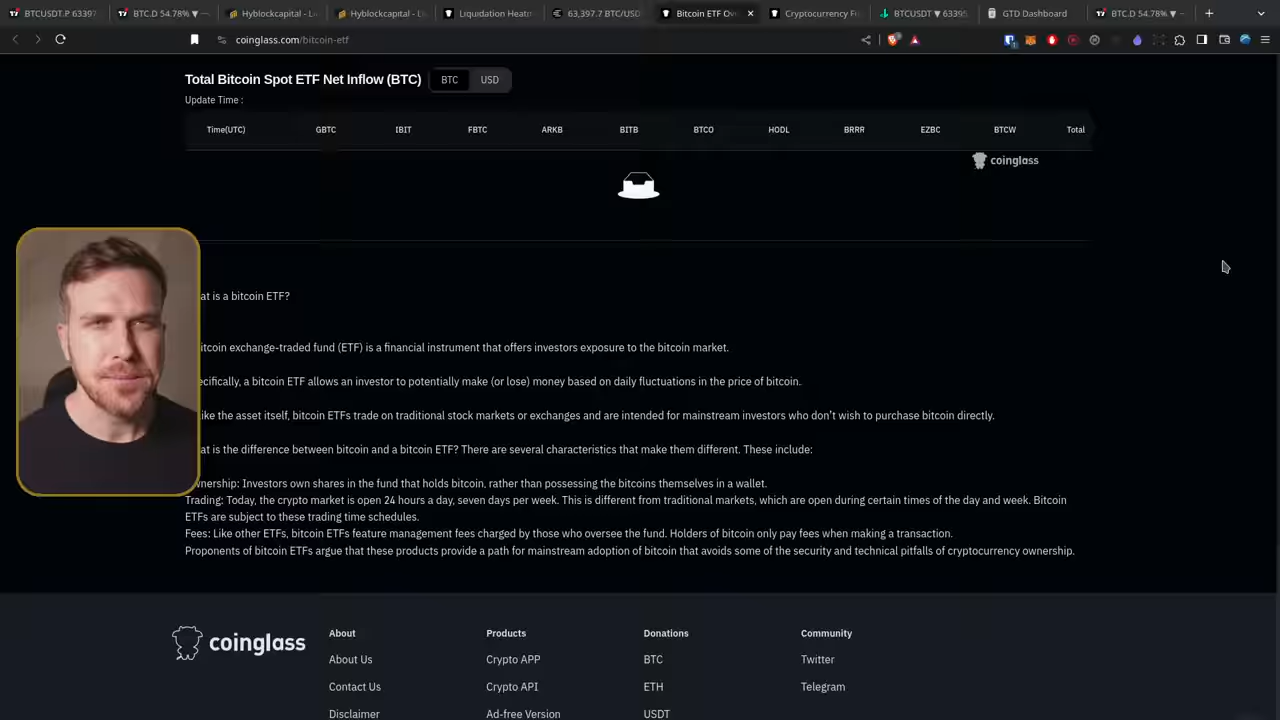 BTCUSDT.P 6339
BTC.D 54.78% ▼
Hyblockcapital - L
Hyblockcapital -
Liquidation Heatm
63,397.7 BTC/USD
Bitcoin ETF Ov
Cryptocurrency F
BTCUSDT ▼ 6339
GTD Dashboard
BTC.D 54.78% ▼
coinglass.com/bitcoin-etf
Total Bitcoin Spot ETF Net Inflow (BTC) BTC USD
Update Time :
Time(UTC) GBTC IBIT FBTC ARKB BITB BTCO HODL BRRR EZBC BTCW Total
coinglass
at is a bitcoin ETF?
itcoin exchange-traded fund (ETF) is a financial instrument that offers investors exposure to the bitcoin market.
ecifically, a bitcoin ETF allows an investor to potentially make (or lose) money based on daily fluctuations in the price of bitcoin.
ike the asset itself, bitcoin ETFs trade on traditional stock markets or exchanges and are intended for mainstream investors who don't wish to purchase bitcoin directly.
at is the difference between bitcoin and a bitcoin ETF? There are several characteristics that make them different. These include:
wnership: Investors own shares in the fund that holds bitcoin, rather than possessing the bitcoins themselves in a wallet.
Trading: Today, the crypto market is open 24 hours a day, seven days per week. This is different from traditional markets, which are open during certain times of the day and week. Bitcoin
ETFs are subject to these trading time schedules.
Fees: Like other ETFs, bitcoin ETFs feature management fees charged by those who oversee the fund. Holders of bitcoin only pay fees when making a transaction.
Proponents of bitcoin ETFs argue that these products provide a path for mainstream adoption of bitcoin that avoids some of the security and technical pitfalls of cryptocurrency ownership.
coinglass
About Products Donations Community
About Us Crypto APP BTC Twitter
Contact Us Crypto API ETH Telegram
Disclaimer Ad-free Version USDT